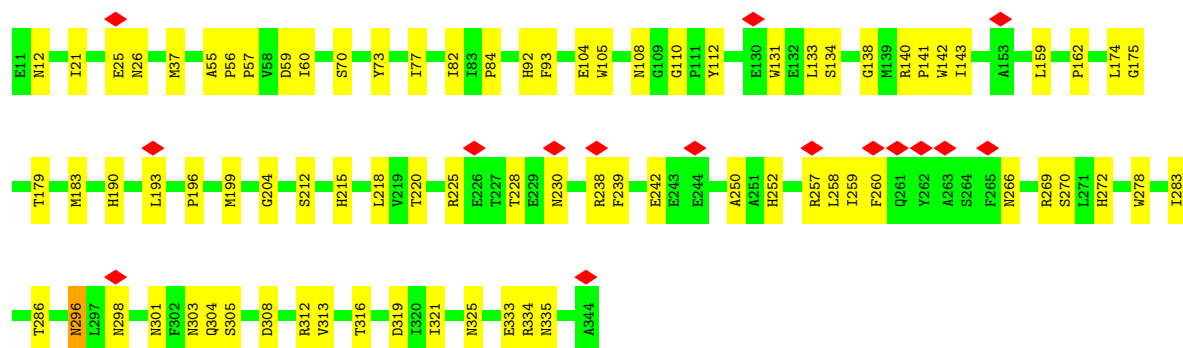 E11 N12 I21 E25 N26 M37 A55 P56 P57 V58 D59 I60 S70 Y73 I77 I82 I83 P84 H92 F93 E104 W105 N108 G109 G110 P111 Y112 E130 W131 E132 L133 S134 G138 M139 R140 P141 W142 I143 A153 L159 P162 L174 G175
T179 M183 H190 L193 P196 M199 G204 S212 H215 L218 V219 T220 R225 E226 T227 T228 E229 N230 R238 F239 E242 E243 E244 A250 A251 H252 R257 L258 I259 F260 Q261 Y262 A263 S264 F265 N266 R269 S270 L271 H272 W278 I283
T286 N296 L297 N298 N301 F302 N303 Q304 S305 D308 R312 V313 T316 D319 I320 I321 N325 E333 R334 N335 A344